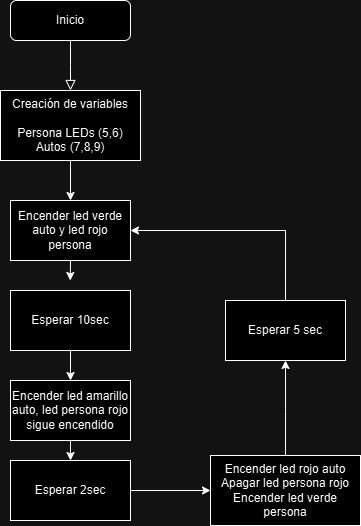 Inicio
Creación de variables
Persona LEDs (5,6)
Autos (7,8,9)
Encender led verde
auto y led rojo
persona
Esperar 10sec
Encender led amarillo
auto, led persona rojo
sigue encendido
Esperar 2sec
Encender led rojo auto
Apagar led persona rojo
Encender led verde
persona
Esperar 5 sec